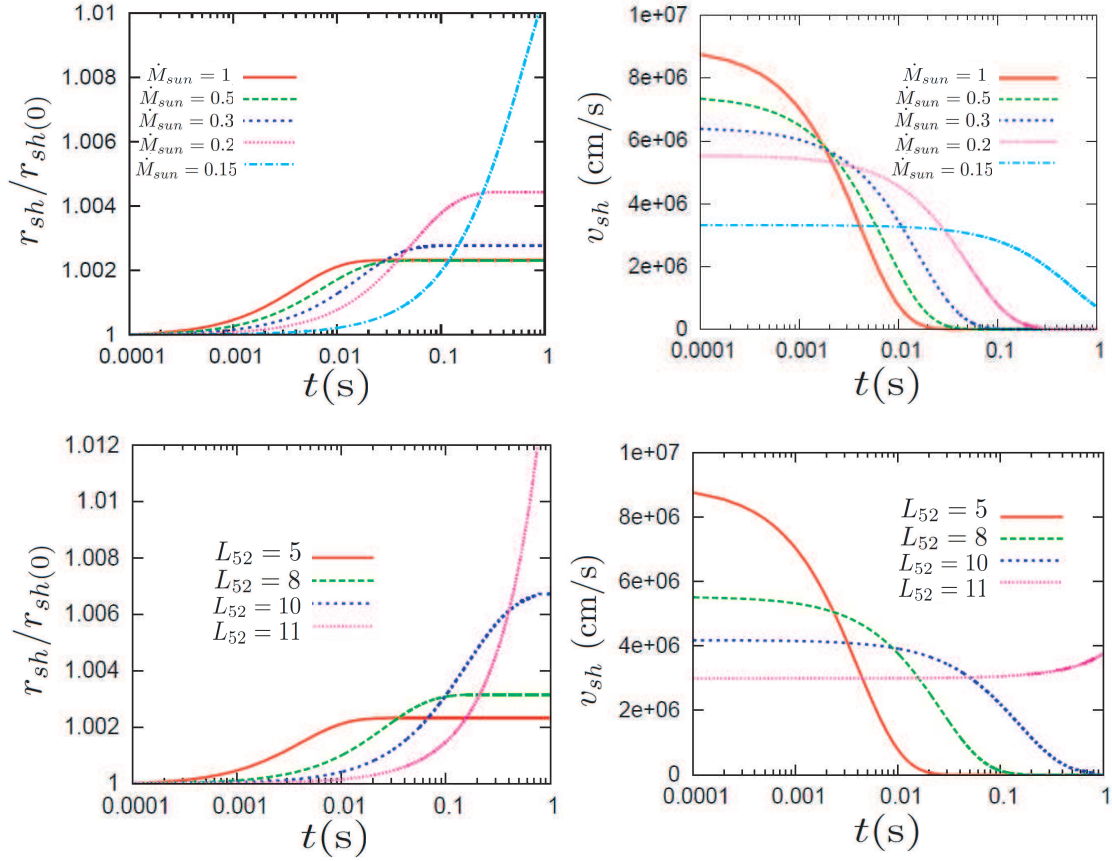 1.01
1.008
1.006
1.004
1.002
1
r_sh/r_sh(0)
Ṁ_sun = 1
Ṁ_sun = 0.5
Ṁ_sun = 0.3
Ṁ_sun = 0.2
Ṁ_sun = 0.15
0.0001 0.001 0.01 0.1 1
t(s)
1e+07
8e+06
6e+06
4e+06
2e+06
0
v_sh (cm/s)
Ṁ_sun = 1
Ṁ_sun = 0.5
Ṁ_sun = 0.3
Ṁ_sun = 0.2
Ṁ_sun = 0.15
0.0001 0.001 0.01 0.1 1
t(s)
1.012
1.01
1.008
1.006
1.004
1.002
1
r_sh/r_sh(0)
L_52 = 5
L_52 = 8
L_52 = 10
L_52 = 11
0.0001 0.001 0.01 0.1 1
t(s)
1e+07
8e+06
6e+06
4e+06
2e+06
0
v_sh (cm/s)
L_52 = 5
L_52 = 8
L_52 = 10
L_52 = 11
0.0001 0.001 0.01 0.1 1
t(s)